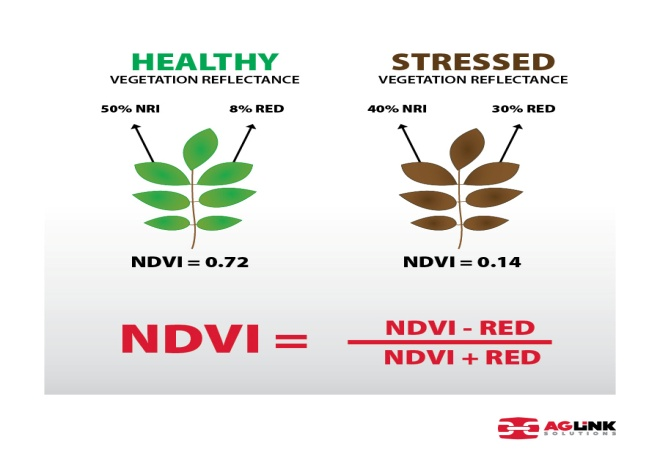 HEALTHY
VEGETATION REFLECTANCE
50% NRI 8% RED
NDVI = 0.72
STRESSED
VEGETATION REFLECTANCE
40% NRI 30% RED
NDVI = 0.14
NDVI = NDVI - RED
NDVI + RED
AGLINK
SOLUTIONS